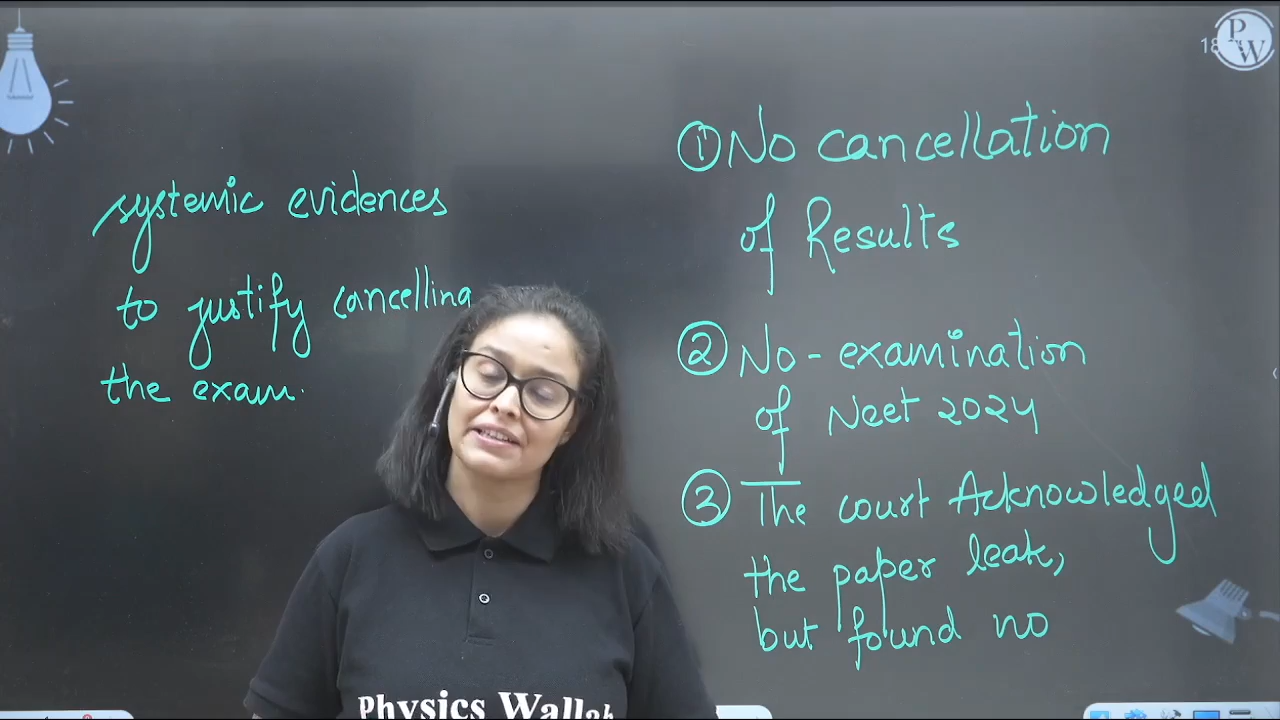 PW
① No cancellation
of Results
② No-examination
of Neet 2024
③ The court Acknowledged
the paper leak,
but found no
systemic evidences
to justify cancelling
the exam.
Physics Wallah